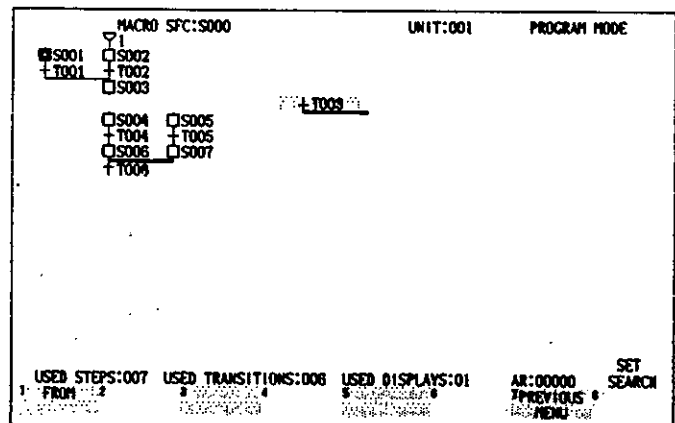 MACRO SFC:S000 UNIT:001 PROGRAM MODE
1
S001 S002
T001 T002
S003
T009
S004 S005
T004 T005
S006 S007
T006
SET
USED STEPS:007 USED TRANSITIONS:006 USED DISPLAYS:01 AR:00000 SEARCH
1 FROM 2 3 4 5 6 7 PREVIOUS 8
MENU